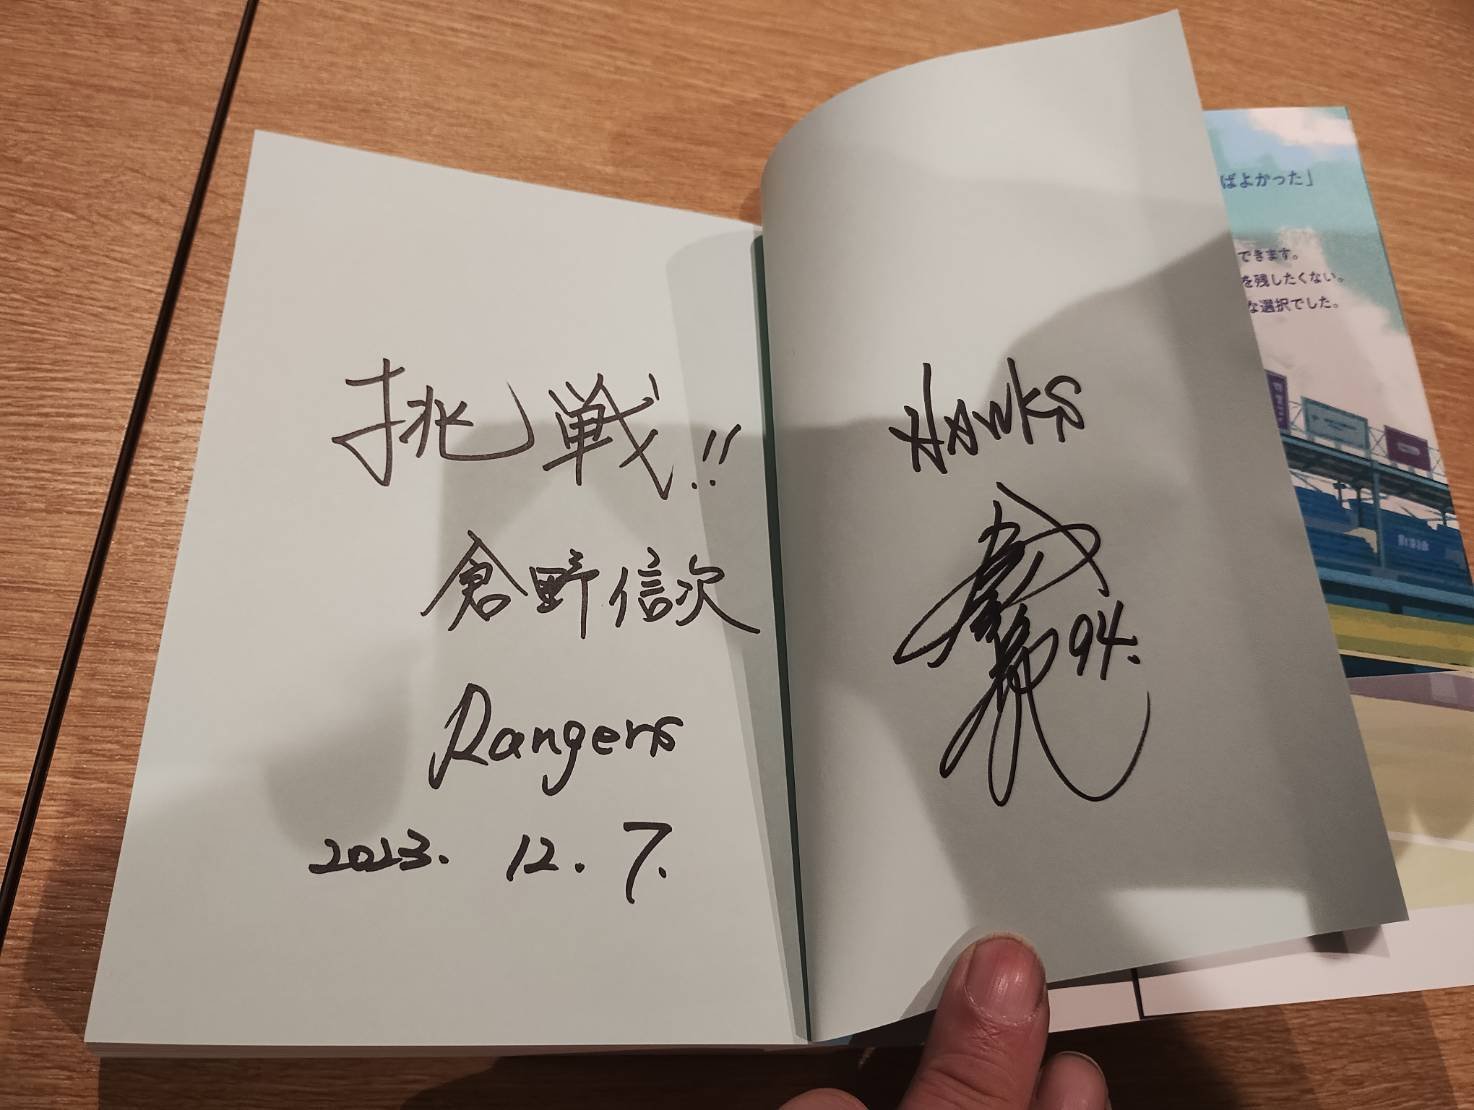 挑戦!!
倉野信次
Rangers
2023. 12. 7.
Hawks
94.
ばよかった」
できます。
を残したくない。
な選択でした。